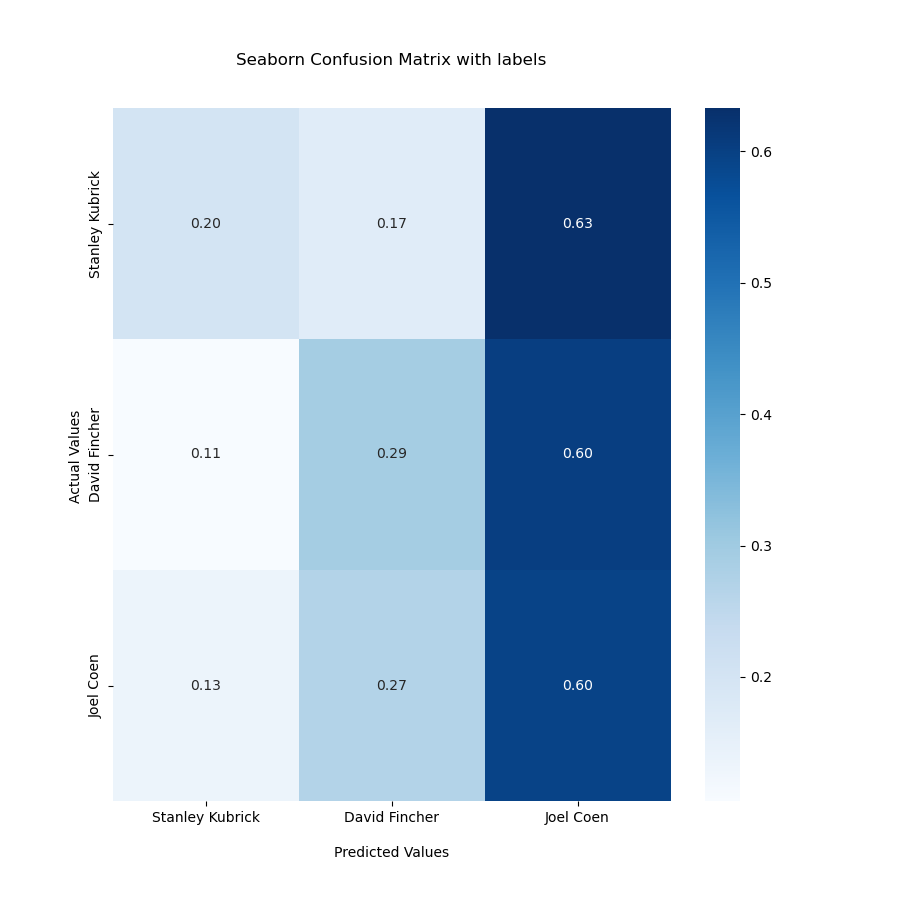 Seaborn Confusion Matrix with labels
Stanley Kubrick
0.20 0.17 0.63
0.6
0.5
Actual Values
David Fincher
0.11 0.29 0.60
0.4
0.3
Joel Coen
0.13 0.27 0.60
0.2
Stanley Kubrick David Fincher Joel Coen
Predicted Values